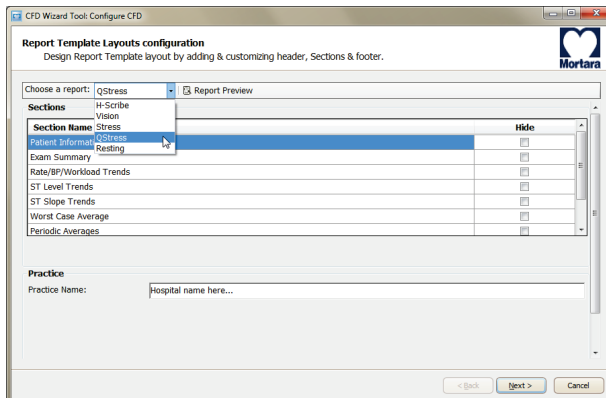 CFD Wizard Tool: Configure CFD
Report Template Layouts configuration
Design Report Template layout by adding & customizing header, Sections & footer.
Mortara
Choose a report: QStress Report Preview
H-Scribe
Vision
Stress
QStress
Resting
Sections
Section Name Hide
Patient Informat
Exam Summary
Rate/BP/Workload Trends
ST Level Trends
ST Slope Trends
Worst Case Average
Periodic Averages
Practice
Practice Name: Hospital name here...
< Back Next > Cancel